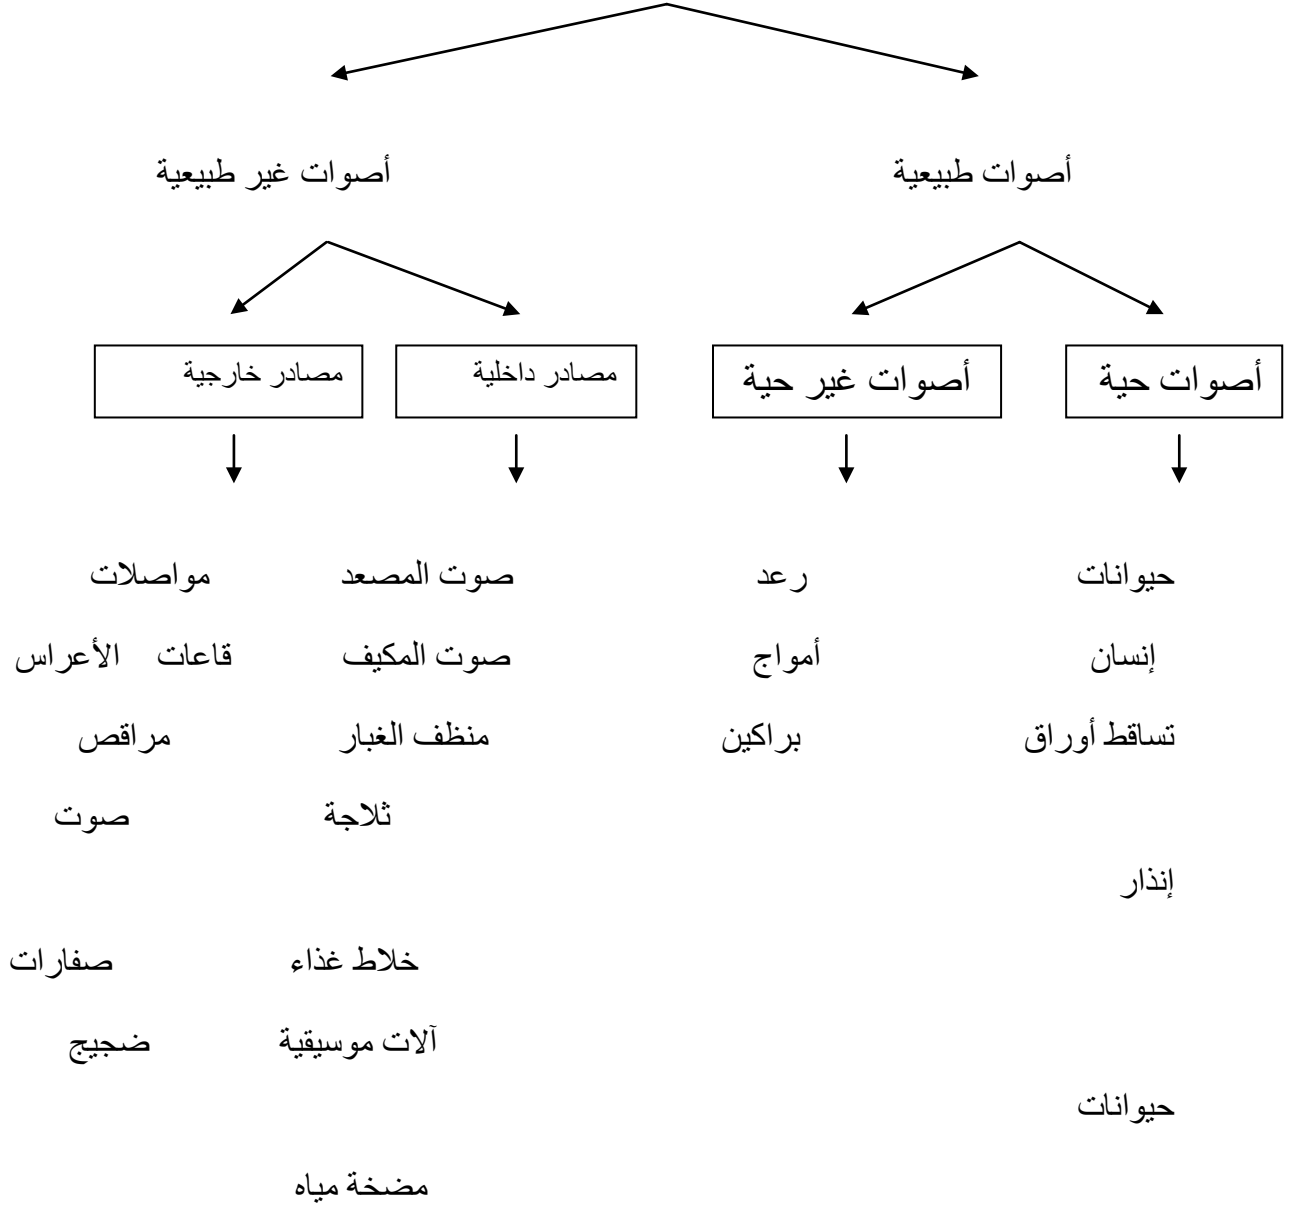 أصوات طبيعية أصوات غير طبيعية
أصوات حية أصوات غير حية مصادر داخلية مصادر خارجية
حيوانات رعد صوت المصعد مواصلات
إنسان أمواج صوت المكيف قاعات الأعراس
تساقط أوراق براكين منظف الغبار مراقص
ثلاجة صوت
إنذار
خلاط غذاء صفارات
آلات موسيقية ضجيج
حيوانات
مضخة مياه